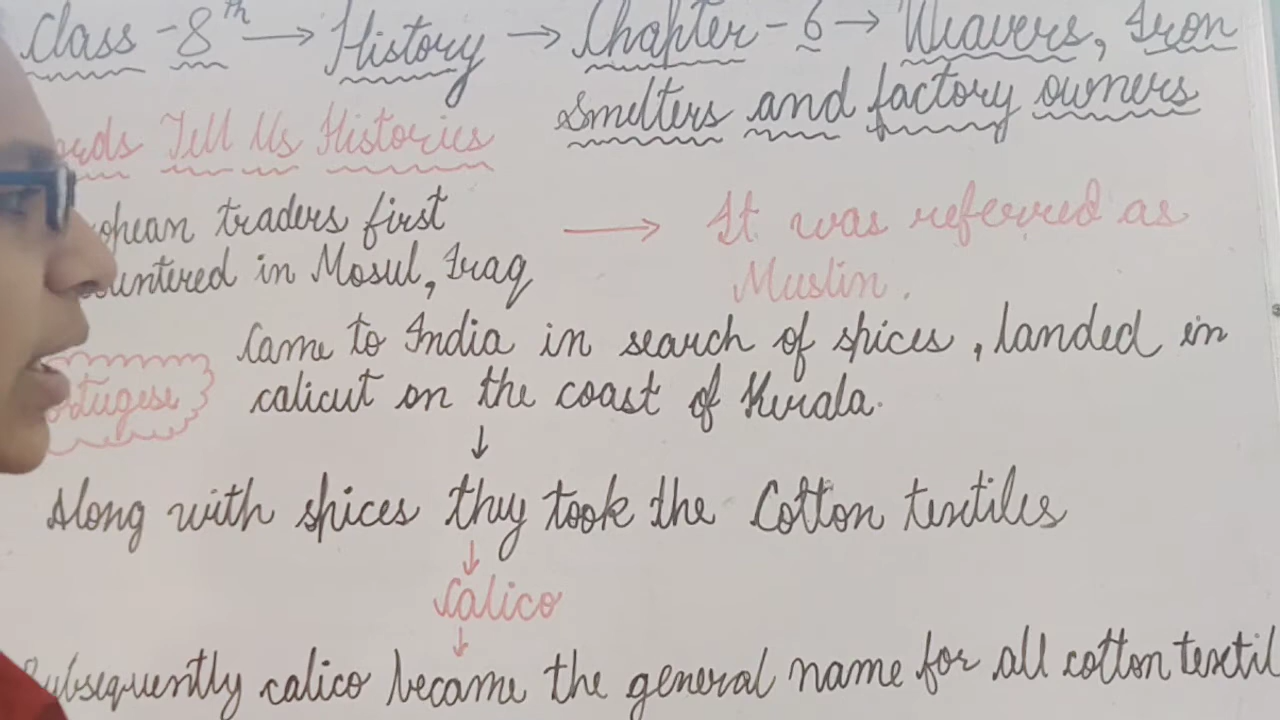 Class - 8th → History → Chapter - 6 → Weavers, Iron
Smelters and factory owners
Tell Us Histories
traders first
in Mosul, Iraq
→ It was referred as
Muslin.
Came to India in search of spices, landed in
calicut on the coast of Kerala.
↓
Along with spices they took the Cotton textiles
↓
Calico
↓
Subsequently calico became the general name for all cotton